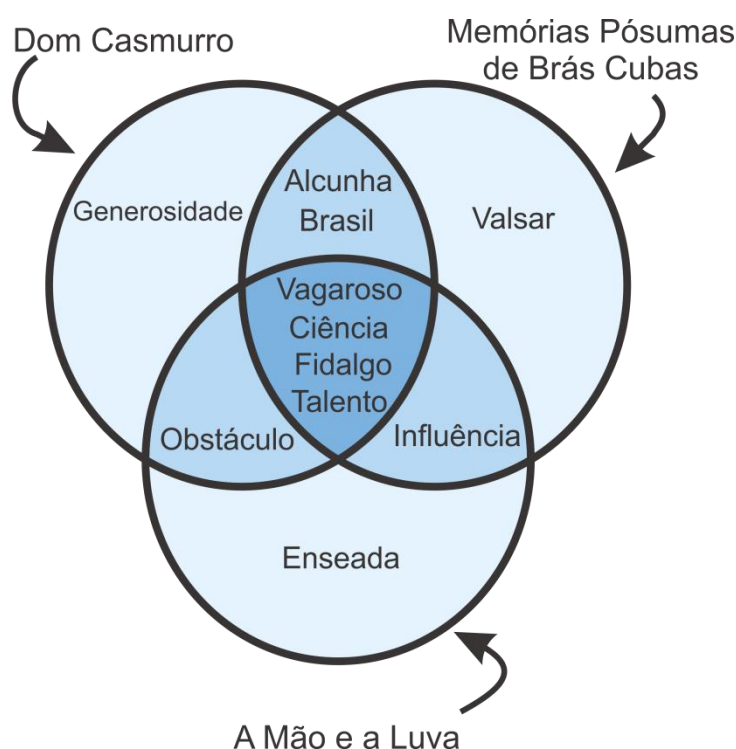 Dom Casmurro
Memórias Pósumas
de Brás Cubas
Generosidade
Alcunha
Brasil
Valsar
Vagaroso
Ciência
Fidalgo
Talento
Obstáculo
Influência
Enseada
A Mão e a Luva